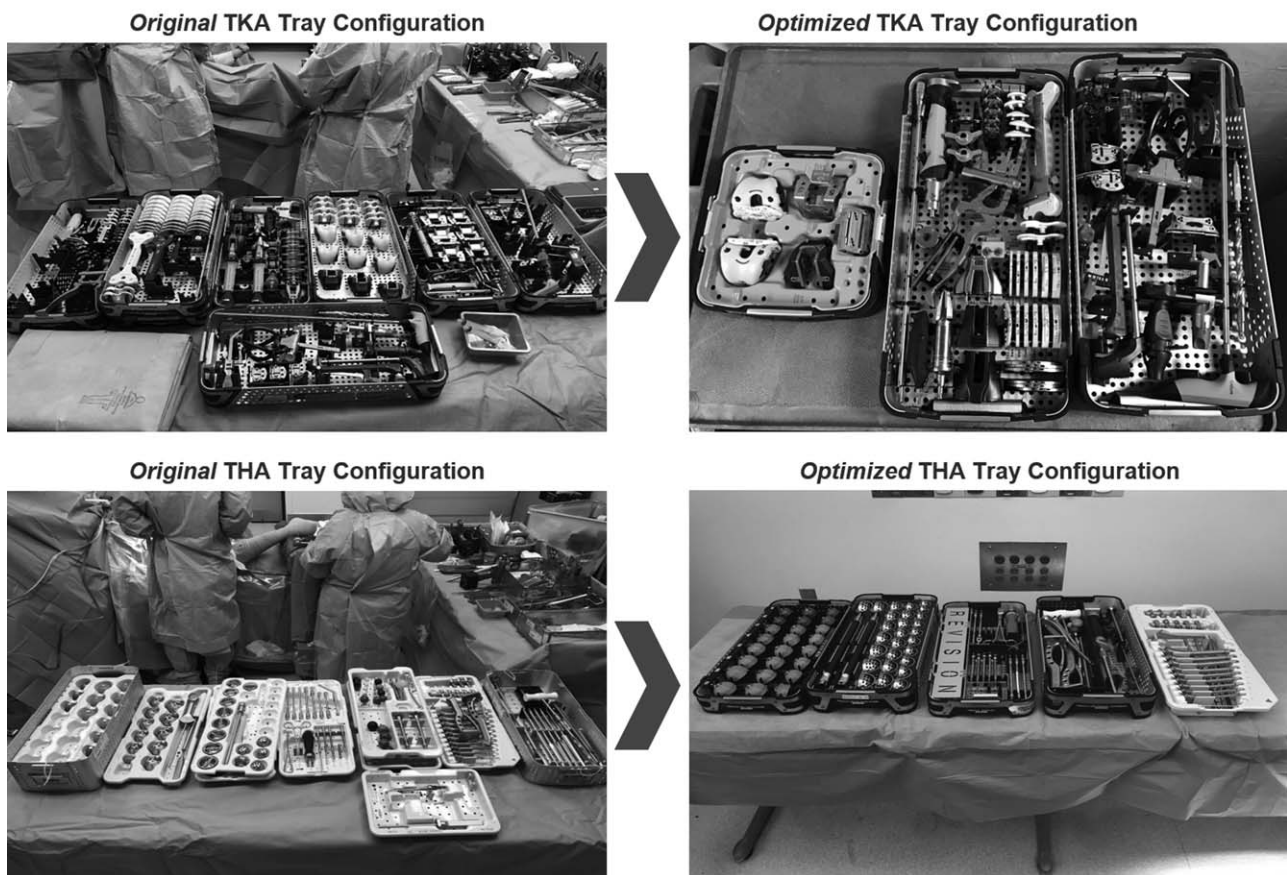 Original TKA Tray Configuration
Optimized TKA Tray Configuration
Original THA Tray Configuration
Optimized THA Tray Configuration
REVISION